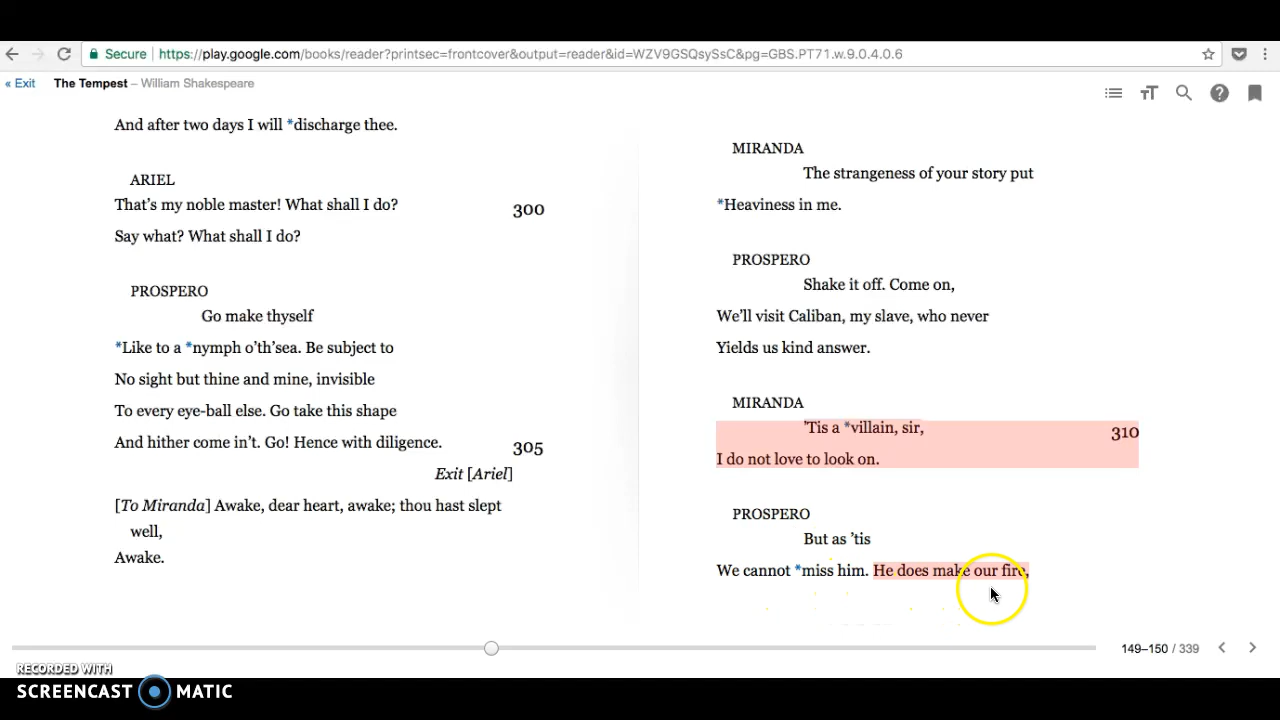 Secure
https://play.google.com/books/reader?printsec=frontcover&output=reader&id=WZV9GSQsySsC&pg=GBS.PT71.w.9.0.4.0.6
« Exit
The Tempest – William Shakespeare
And after two days I will *discharge thee.
ARIEL
That’s my noble master! What shall I do?
300
Say what? What shall I do?
PROSPERO
Go make thyself
*Like to a *nymph o’th’sea. Be subject to
No sight but thine and mine, invisible
To every eye-ball else. Go take this shape
And hither come in’t. Go! Hence with diligence.
305
Exit [Ariel]
[To Miranda] Awake, dear heart, awake; thou hast slept
well,
Awake.
MIRANDA
The strangeness of your story put
*Heaviness in me.
PROSPERO
Shake it off. Come on,
We’ll visit Caliban, my slave, who never
Yields us kind answer.
MIRANDA
’Tis a *villain, sir,
310
I do not love to look on.
PROSPERO
But as ’tis
We cannot *miss him. He does make our fire,
149–150 / 339
RECORDED WITH
SCREENCAST MATIC